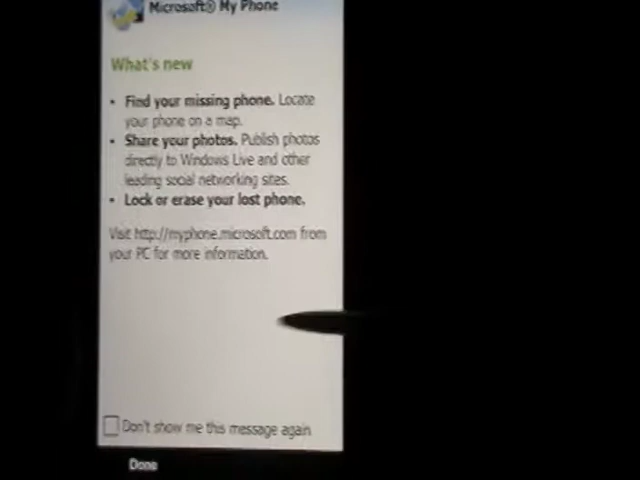 Microsoft® My Phone
What's new
• Find your missing phone. Locate
your phone on a map.
• Share your photos. Publish photos
directly to Windows Live and other
leading social networking sites.
• Lock or erase your lost phone.
Visit http://myphone.microsoft.com from
your PC for more information.
Don't show me this message again
Done